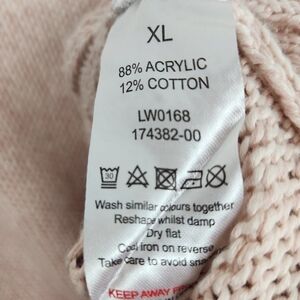 XL
88% ACRYLIC
12% COTTON
LW0168
174382-00
30
Wash similar colours together
Reshape whilst damp
Dry flat
Cool iron on reverse
Take care to avoid
KEEP AWAY